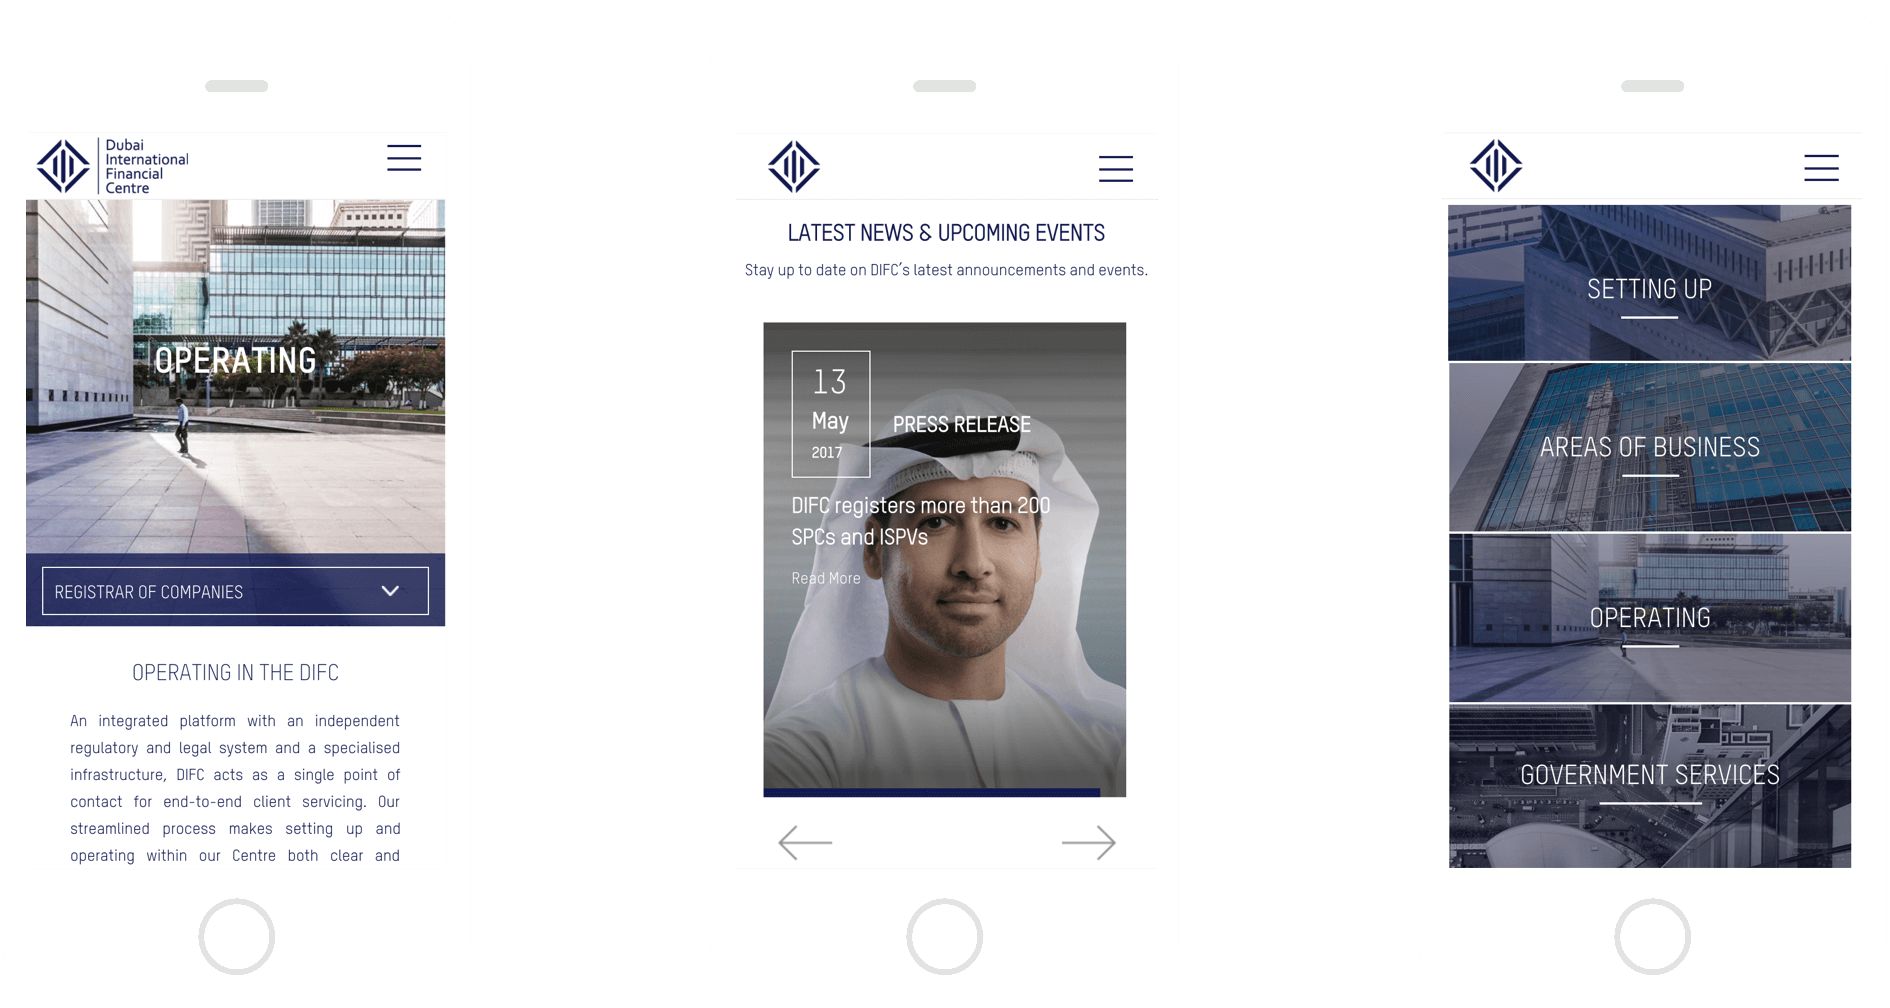 Dubai
International
Financial
Centre
OPERATING
REGISTRAR OF COMPANIES
OPERATING IN THE DIFC
An integrated platform with an independent
regulatory and legal system and a specialised
infrastructure, DIFC acts as a single point of
contact for end-to-end client servicing. Our
streamlined process makes setting up and
operating within our Centre both clear and
LATEST NEWS & UPCOMING EVENTS
Stay up to date on DIFC´s latest announcements and events.
13
May
2017
PRESS RELEASE
DIFC registers more than 200
SPCs and ISPVs
Read More
SETTING UP
AREAS OF BUSINESS
OPERATING
GOVERNMENT SERVICES